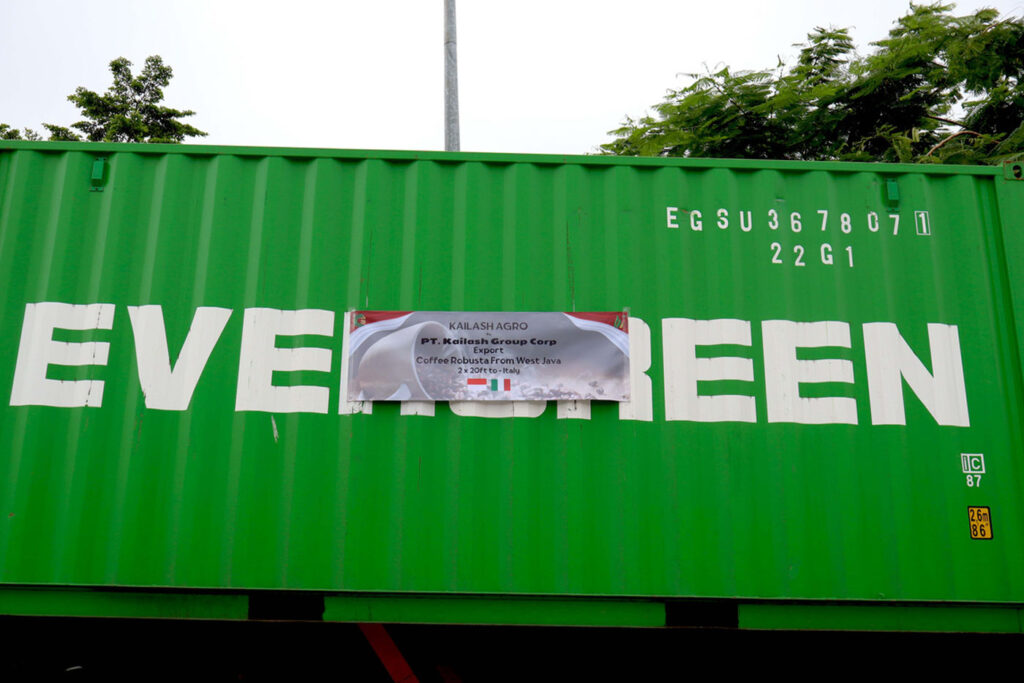 EGSU 367807 1
22G1
EVERGREEN
KAILASH AGRO
PT. Kailash Group Corp
Export
Coffee Robusta From West Java
2 x 20ft to - Italy
iC
87
2,6m
8'6"